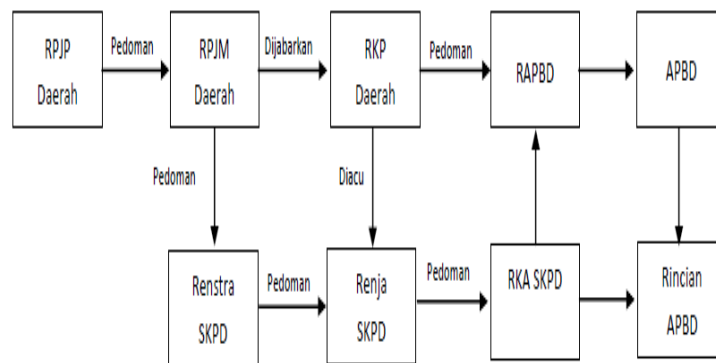 RPJP
Daerah
Pedoman
RPJM
Daerah
Dijabarkan
RKP
Daerah
Pedoman
RAPBD
APBD
Pedoman
Diacu
Renstra
SKPD
Pedoman
Renja
SKPD
Pedoman
RKA SKPD
Rincian
APBD